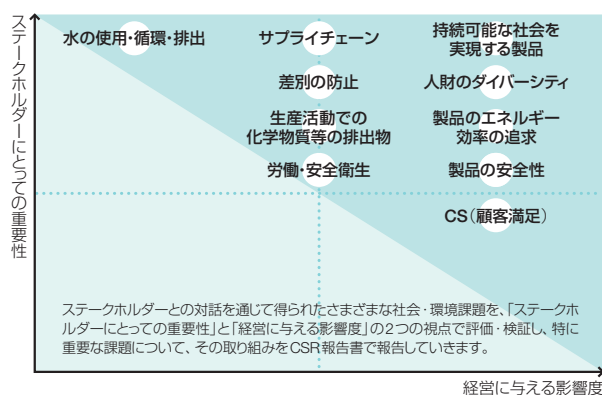 ステークホルダーにとっての重要性
水の使用・循環・排出
サプライチェーン
持続可能な社会を
実現する製品
差別の防止
人財のダイバーシティ
生産活動での
化学物質等の排出物
製品のエネルギー
効率の追求
労働・安全衛生
製品の安全性
CS(顧客満足)
ステークホルダーとの対話を通じて得られたさまざまな社会・環境課題を、「ステークホ
ルダーにとっての重要性」と「経営に与える影響度」の2つの視点で評価・検証し、特に
重要な課題について、その取り組みをCSR報告書で報告していきます。
経営に与える影響度